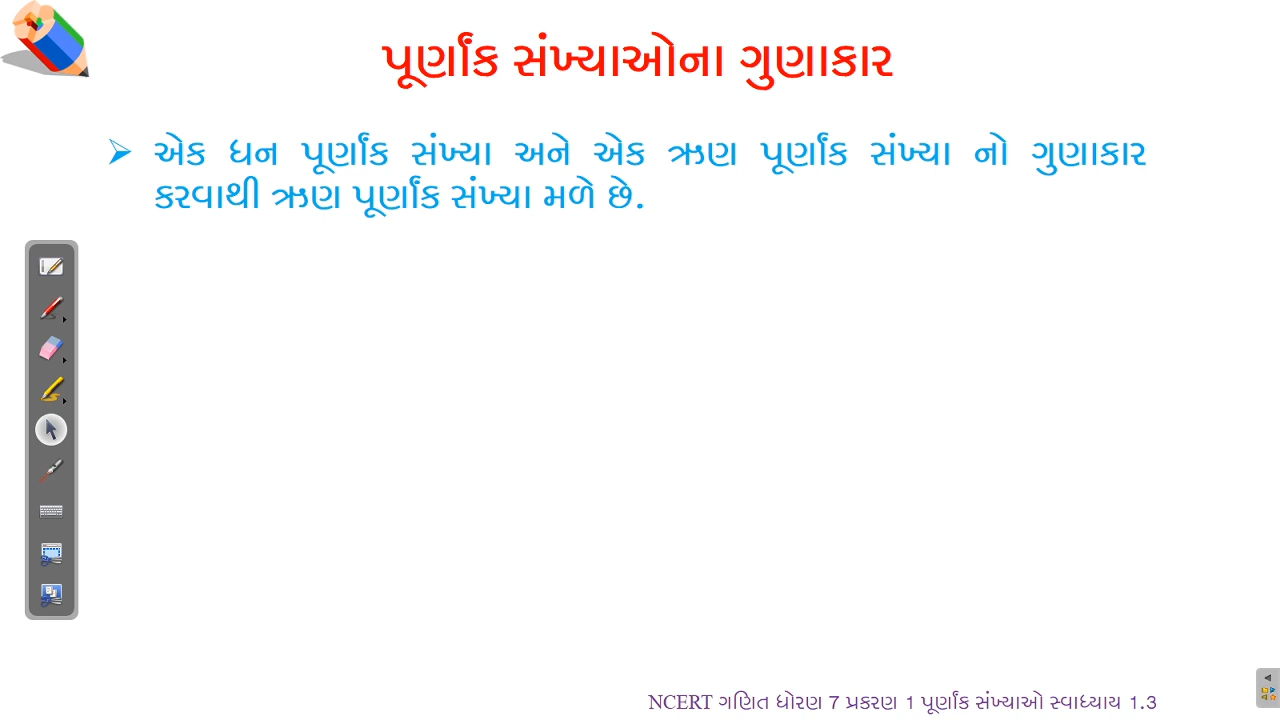 પૂર્ણાંક સંખ્યાઓના ગુણાકાર
➢ એક ધન પૂર્ણાંક સંખ્યા અને એક ઋણ પૂર્ણાંક સંખ્યા નો ગુણાકાર
કરવાથી ઋણ પૂર્ણાંક સંખ્યા મળે છે.
NCERT ગણિત ધોરણ 7 પ્રકરણ 1 પૂર્ણાંક સંખ્યાઓ સ્વાધ્યાય 1.3